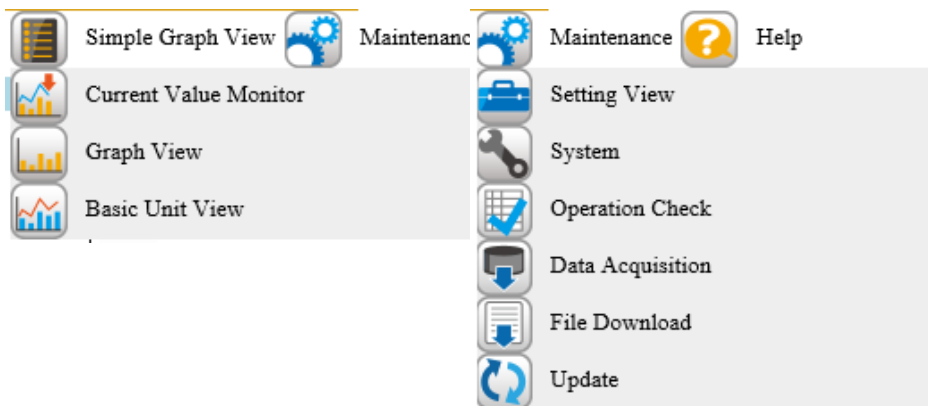 Simple Graph View
Maintenanc
Current Value Monitor
Graph View
Basic Unit View
Maintenance
Help
Setting View
System
Operation Check
Data Acquisition
File Download
Update